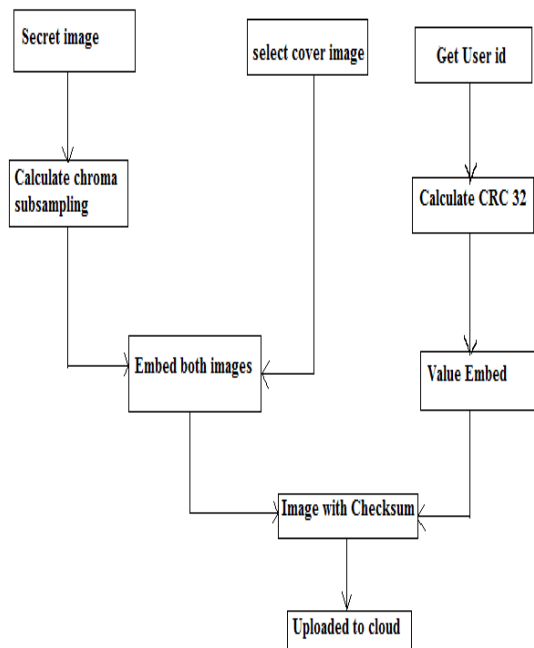 Secret image
select cover image
Get User id
Calculate chroma
subsampling
Calculate CRC 32
Embed both images
Value Embed
Image with Checksum
Uploaded to cloud